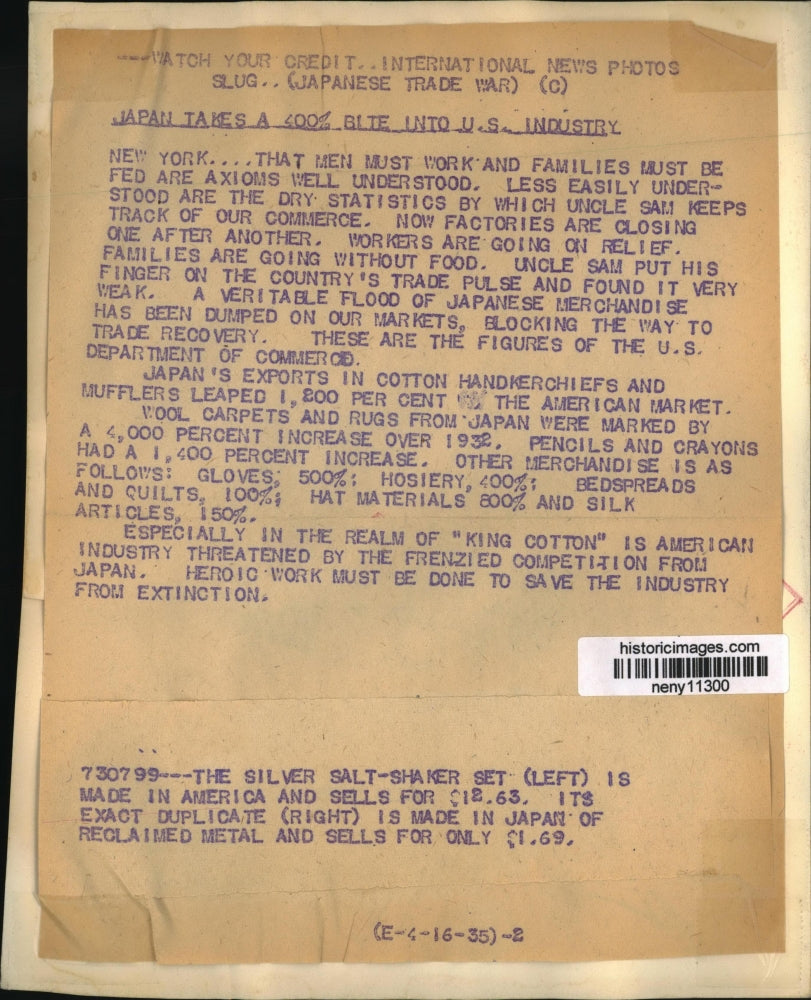 ---WATCH YOUR CREDIT..INTERNATIONAL NEWS PHOTOS
SLUG..(JAPANESE TRADE WAR) (C)
JAPAN TAKES A 400% BITE INTO U.S. INDUSTRY
NEW YORK....THAT MEN MUST WORK AND FAMILIES MUST BE
FED ARE AXIOMS WELL UNDERSTOOD. LESS EASILY UNDER-
STOOD ARE THE DRY STATISTICS BY WHICH UNCLE SAM KEEPS
TRACK OF OUR COMMERCE. NOW FACTORIES ARE CLOSING
ONE AFTER ANOTHER. WORKERS ARE GOING ON RELIEF.
FAMILIES ARE GOING WITHOUT FOOD. UNCLE SAM PUT HIS
FINGER ON THE COUNTRY'S TRADE PULSE AND FOUND IT VERY
WEAK. A VERITABLE FLOOD OF JAPANESE MERCHANDISE
HAS BEEN DUMPED ON OUR MARKETS, BLOCKING THE WAY TO
TRADE RECOVERY. THESE ARE THE FIGURES OF THE U.S.
DEPARTMENT OF COMMERCE.
JAPAN'S EXPORTS IN COTTON HANDKERCHIEFS AND
MUFFLERS LEAPED 1,200 PER CENT THE AMERICAN MARKET.
WOOL CARPETS AND RUGS FROM JAPAN WERE MARKED BY
A 4,000 PERCENT INCREASE OVER 1932. PENCILS AND CRAYONS
HAD A 1,400 PERCENT INCREASE. OTHER MERCHANDISE IS AS
FOLLOWS: GLOVES, 500%; HOSIERY, 400%; BEDSPREADS
AND QUILTS, 100%; HAT MATERIALS 800% AND SILK
ARTICLES, 150%.
ESPECIALLY IN THE REALM OF "KING COTTON" IS AMERICAN
INDUSTRY THREATENED BY THE FRENZIED COMPETITION FROM
JAPAN. HEROIC WORK MUST BE DONE TO SAVE THE INDUSTRY
FROM EXTINCTION.
historicimages.com
neny11300
730799---THE SILVER SALT-SHAKER SET (LEFT) IS
MADE IN AMERICA AND SELLS FOR $12.63. ITS
EXACT DUPLICATE (RIGHT) IS MADE IN JAPAN OF
RECLAIMED METAL AND SELLS FOR ONLY $1.69.
(E-4-16-35)-2